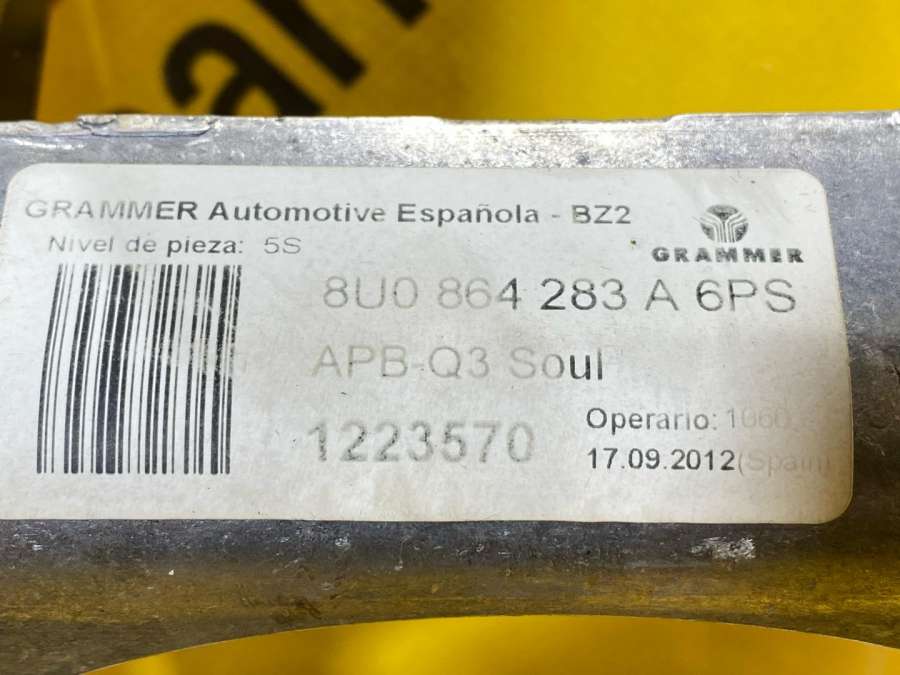 GRAMMER Automotive Española - BZ2
GRAMMER
Nivel de pieza: 5S
8U0 864 283 A 6PS
APB-Q3 Soul
1223570
Operario: 1060
17.09.2012(Spain)